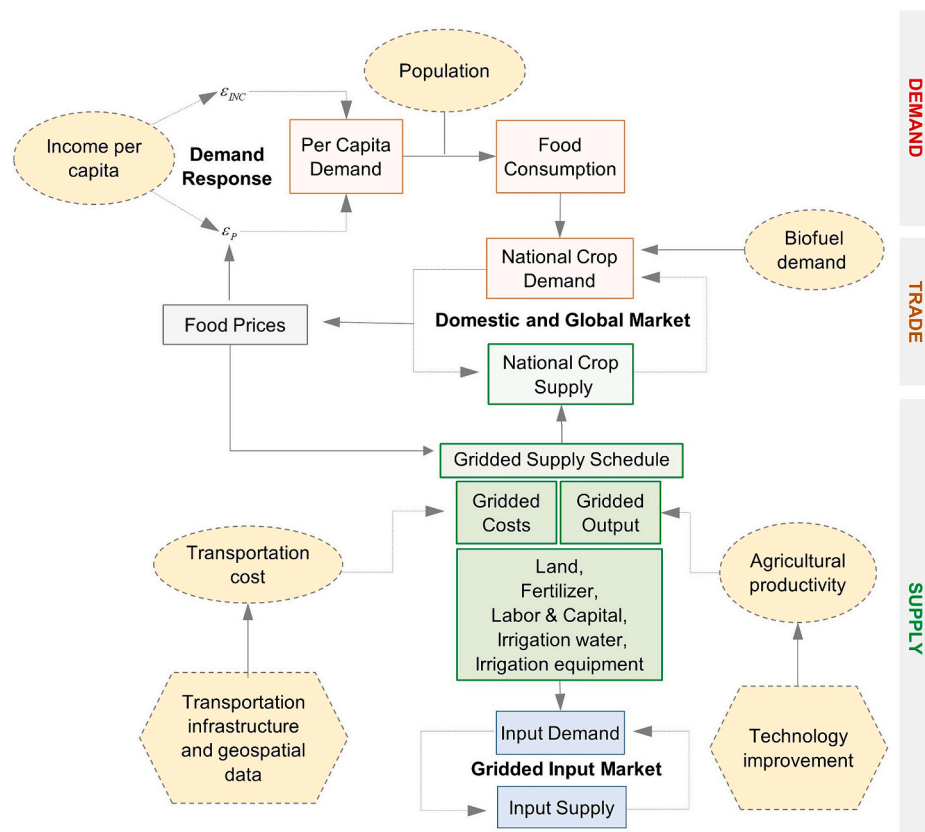 Population
DEMAND
ε_INC
Income per
capita
Demand
Response
Per Capita
Demand
Food
Consumption
ε_P
National Crop
Demand
Biofuel
demand
TRADE
Food Prices
Domestic and Global Market
National Crop
Supply
SUPPLY
Gridded Supply Schedule
Gridded
Costs
Gridded
Output
Transportation
cost
Land,
Fertilizer,
Labor & Capital,
Irrigation water,
Irrigation equipment
Agricultural
productivity
Transportation
infrastructure
and geospatial
data
Input Demand
Gridded Input Market
Input Supply
Technology
improvement